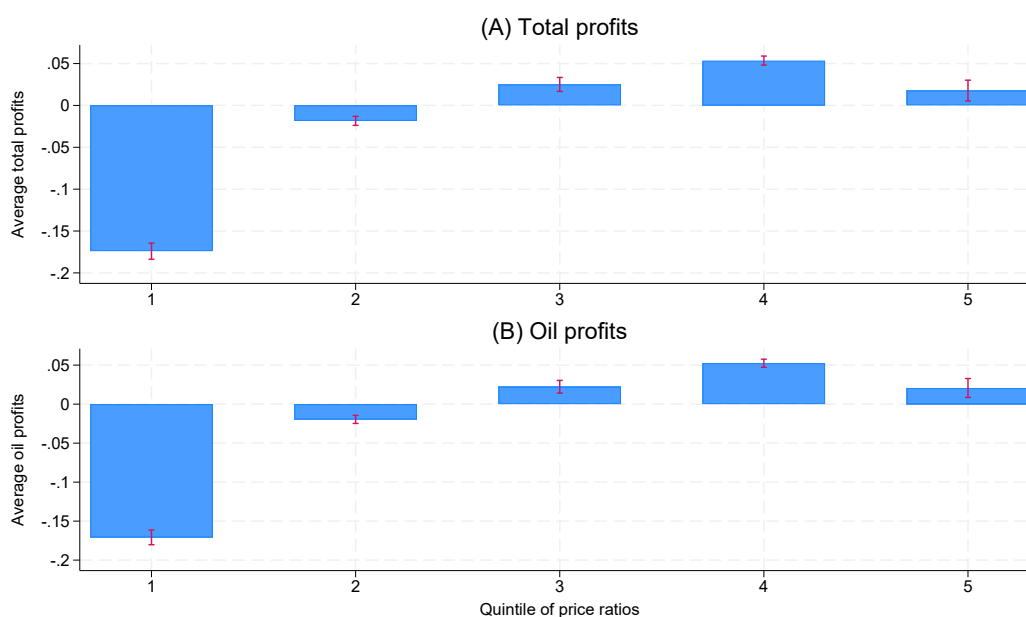 (A) Total profits
Average total profits
.05
0
-.05
-.1
-.15
-.2
1 2 3 4 5
(B) Oil profits
Average oil profits
.05
0
-.05
-.1
-.15
-.2
1 2 3 4 5
Quintile of price ratios